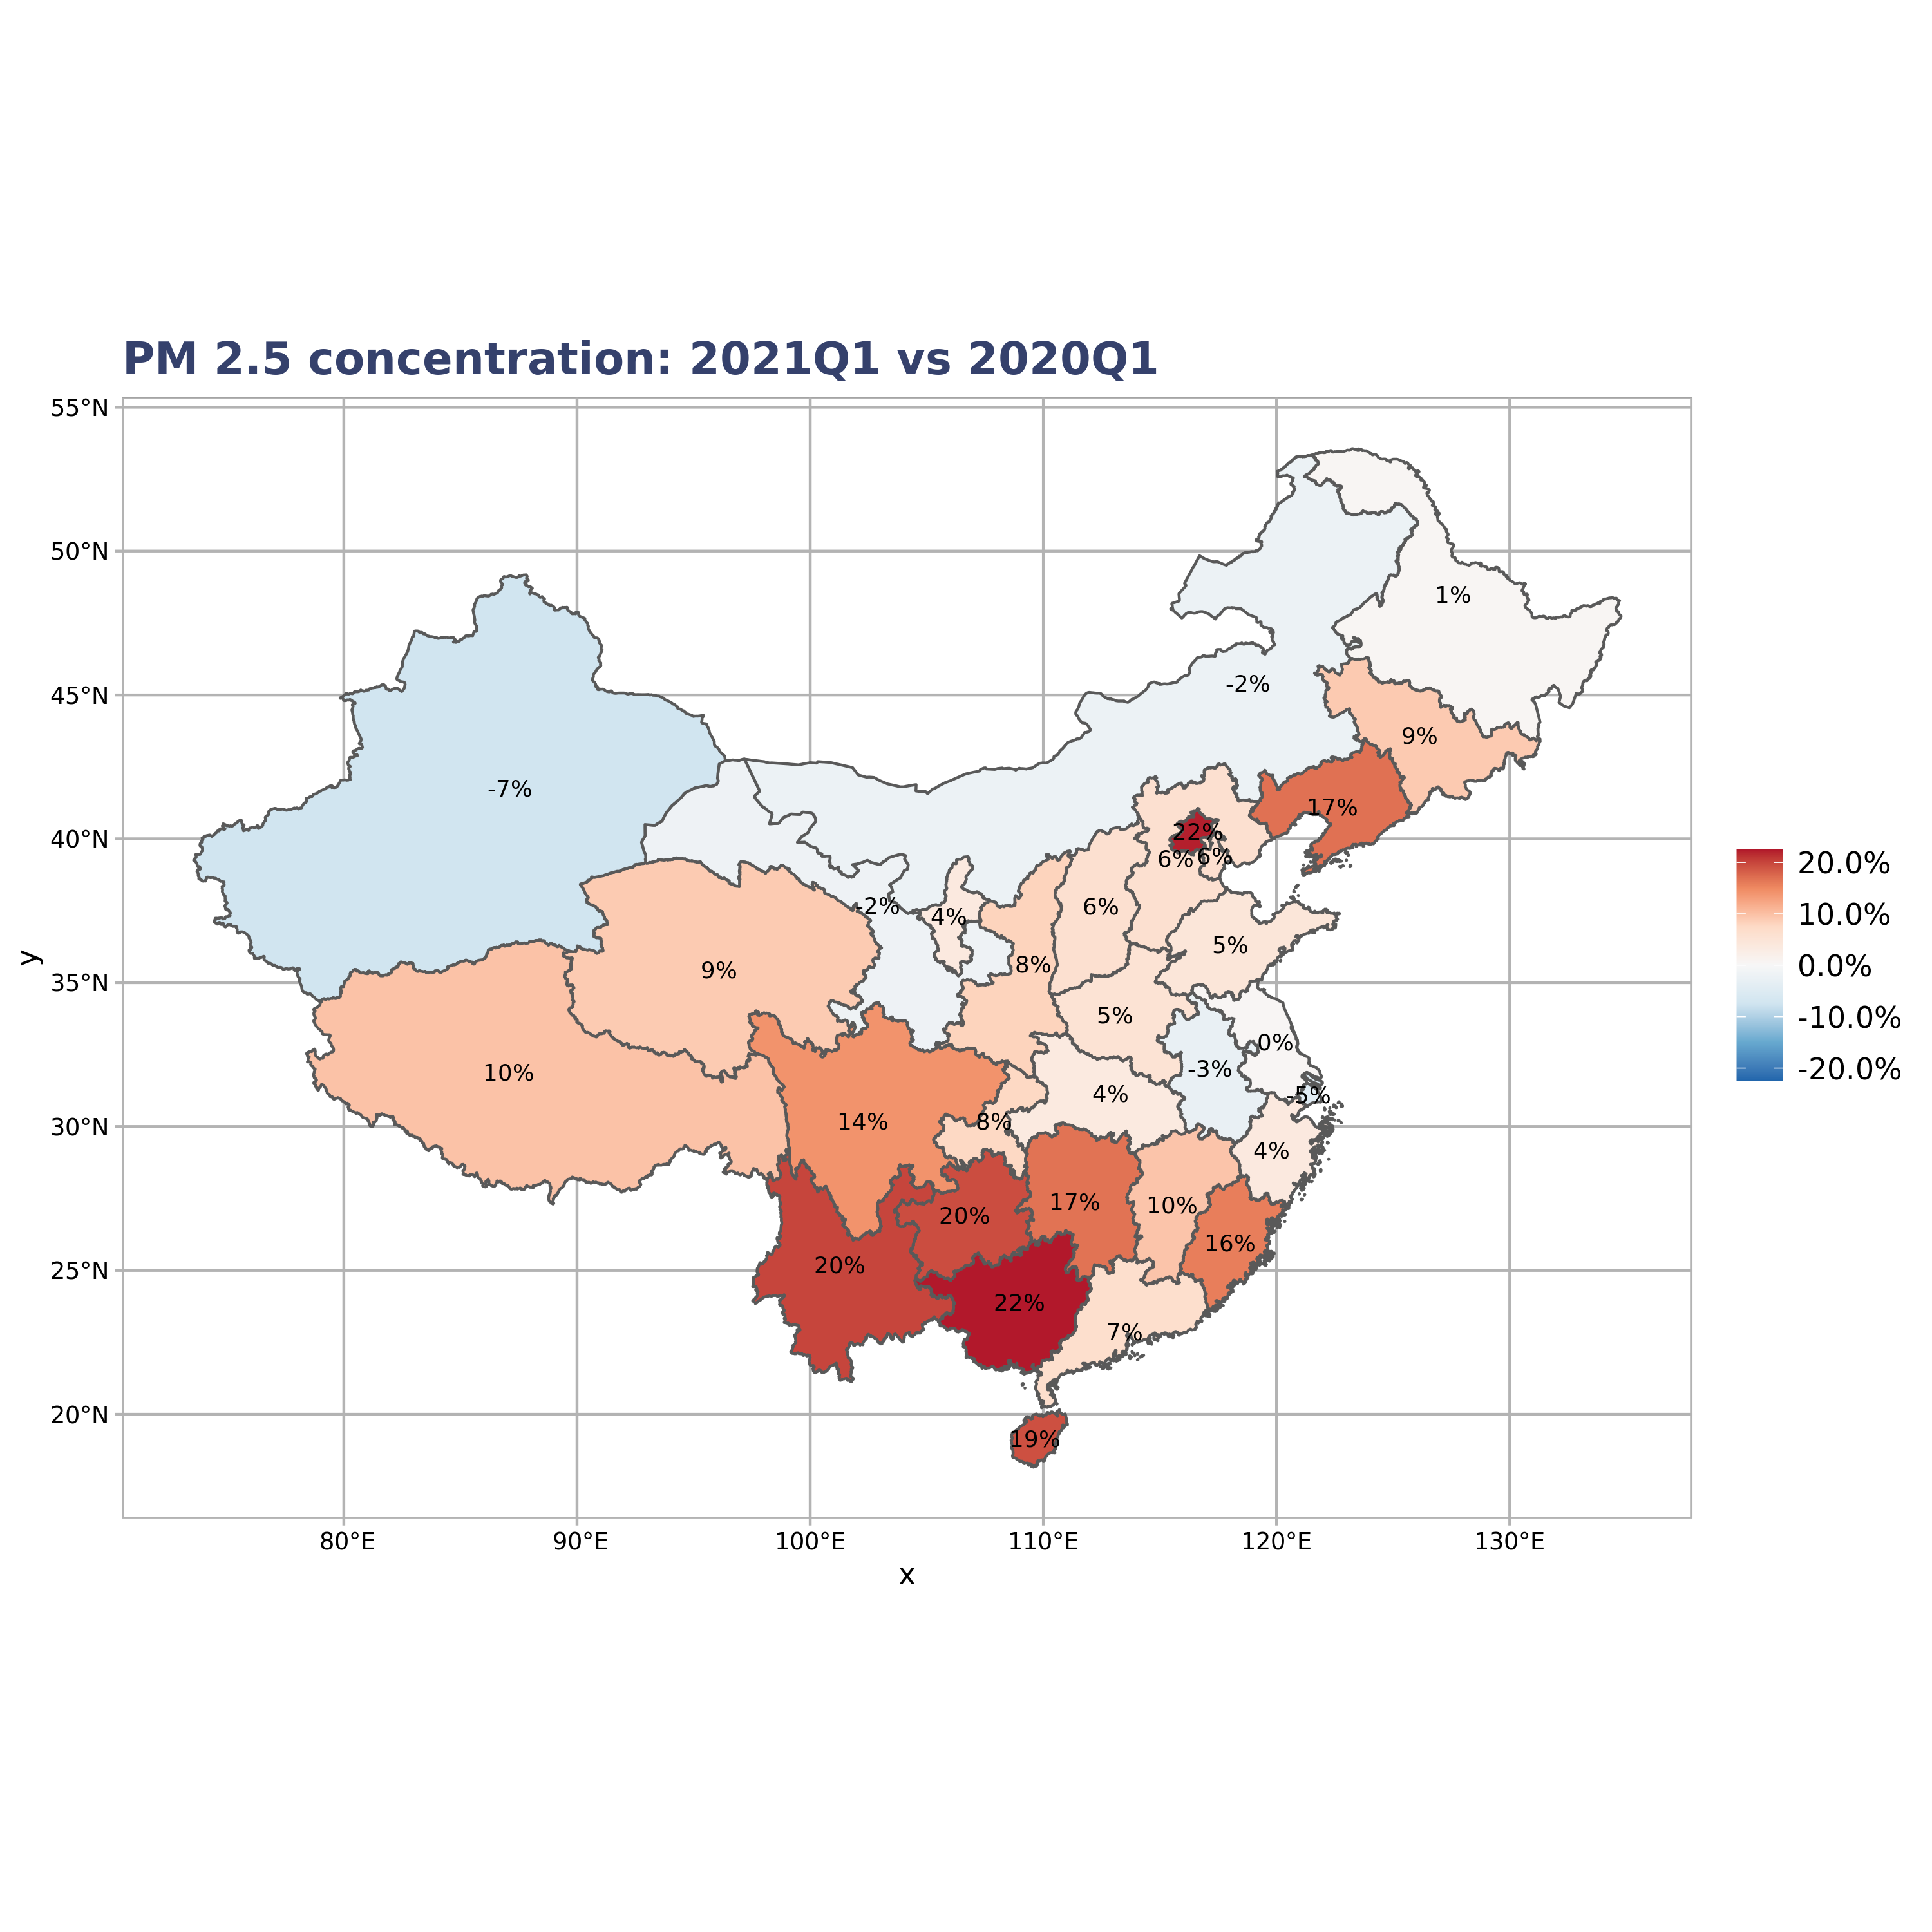 PM 2.5 concentration: 2021Q1 vs 2020Q1
55°N
50°N
45°N
40°N
35°N
30°N
25°N
20°N
y
1%
-2%
9%
-7%
17%
22%
6%
6%
-2%
4%
6%
5%
9%
8%
5%
0%
10%
-3%
-5%
4%
14%
8%
4%
17%
10%
20%
16%
20%
22%
7%
19%
80°E
90°E
100°E
110°E
120°E
130°E
x
20.0%
10.0%
0.0%
-10.0%
-20.0%